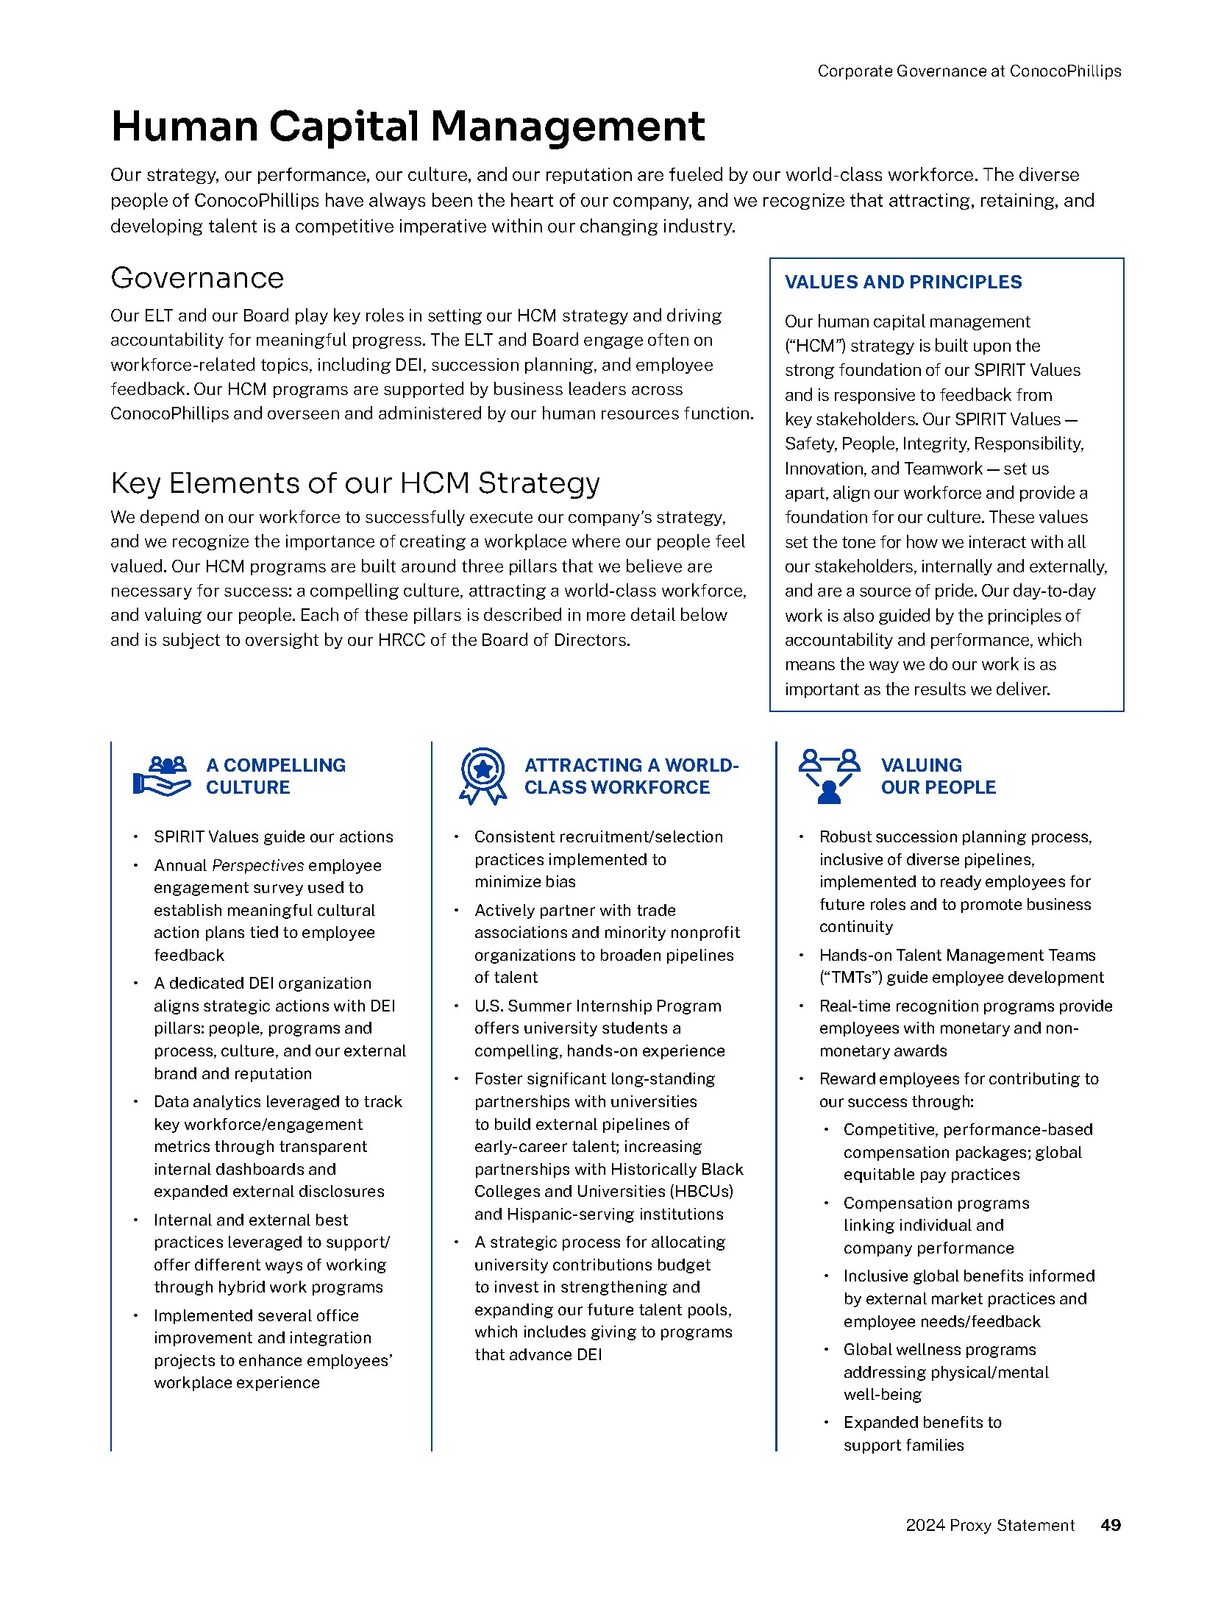 Corporate Governance at ConocoPhillips
Human Capital Management
Our strategy, our performance, our culture, and our reputation are fueled by our world-class workforce. The diverse
people of ConocoPhillips have always been the heart of our company, and we recognize that attracting, retaining, and
developing talent is a competitive imperative within our changing industry.
Governance
Our ELT and our Board play key roles in setting our HCM strategy and driving
accountability for meaningful progress. The ELT and Board engage often on
workforce-related topics, including DEI, succession planning, and employee
feedback. Our HCM programs are supported by business leaders across
ConocoPhillips and overseen and administered by our human resources function.
Key Elements of our HCM Strategy
We depend on our workforce to successfully execute our company's strategy,
and we recognize the importance of creating a workplace where our people feel
valued. Our HCM programs are built around three pillars that we believe are
necessary for success: a compelling culture, attracting a world-class workforce,
and valuing our people. Each of these pillars is described in more detail below
and is subject to oversight by our HRCC of the Board of Directors.
VALUES AND PRINCIPLES
Our human capital management
("HCM") strategy is built upon the
strong foundation of our SPIRIT Values
and is responsive to feedback from
key stakeholders. Our SPIRIT Values —
Safety, People, Integrity, Responsibility,
Innovation, and Teamwork — set us
apart, align our workforce and provide a
foundation for our culture. These values
set the tone for how we interact with all
our stakeholders, internally and externally,
and are a source of pride. Our day-to-day
work is also guided by the principles of
accountability and performance, which
means the way we do our work is as
important as the results we deliver.
A COMPELLING
CULTURE
• SPIRIT Values guide our actions
• Annual Perspectives employee
engagement survey used to
establish meaningful cultural
action plans tied to employee
feedback
• A dedicated DEI organization
aligns strategic actions with DEI
pillars: people, programs and
process, culture, and our external
brand and reputation
• Data analytics leveraged to track
key workforce/engagement
metrics through transparent
internal dashboards and
expanded external disclosures
• Internal and external best
practices leveraged to support/
offer different ways of working
through hybrid work programs
• Implemented several office
improvement and integration
projects to enhance employees'
workplace experience
ATTRACTING A WORLD-
CLASS WORKFORCE
• Consistent recruitment/selection
practices implemented to
minimize bias
• Actively partner with trade
associations and minority nonprofit
organizations to broaden pipelines
of talent
• U.S. Summer Internship Program
offers university students a
compelling, hands-on experience
• Foster significant long-standing
partnerships with universities
to build external pipelines of
early-career talent; increasing
partnerships with Historically Black
Colleges and Universities (HBCUs)
and Hispanic-serving institutions
• A strategic process for allocating
university contributions budget
to invest in strengthening and
expanding our future talent pools,
which includes giving to programs
that advance DEI
VALUING
OUR PEOPLE
• Robust succession planning process,
inclusive of diverse pipelines,
implemented to ready employees for
future roles and to promote business
continuity
• Hands-on Talent Management Teams
("TMTs") guide employee development
• Real-time recognition programs provide
employees with monetary and non-
monetary awards
• Reward employees for contributing to
our success through:
• Competitive, performance-based
compensation packages; global
equitable pay practices
• Compensation programs
linking individual and
company performance
• Inclusive global benefits informed
by external market practices and
employee needs/feedback
• Global wellness programs
addressing physical/mental
well-being
• Expanded benefits to
support families
2024 Proxy Statement 49